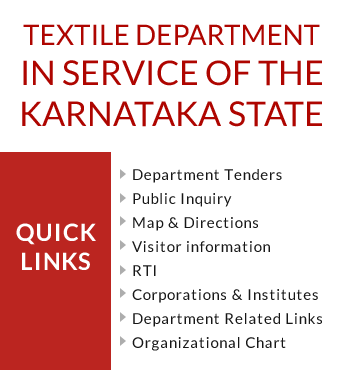 TEXTILE DEPARTMENT
IN SERVICE OF THE
KARNATAKA STATE
QUICK
LINKS
Department Tenders
Public Inquiry
Map & Directions
Visitor information
RTI
Corporations & Institutes
Department Related Links
Organizational Chart